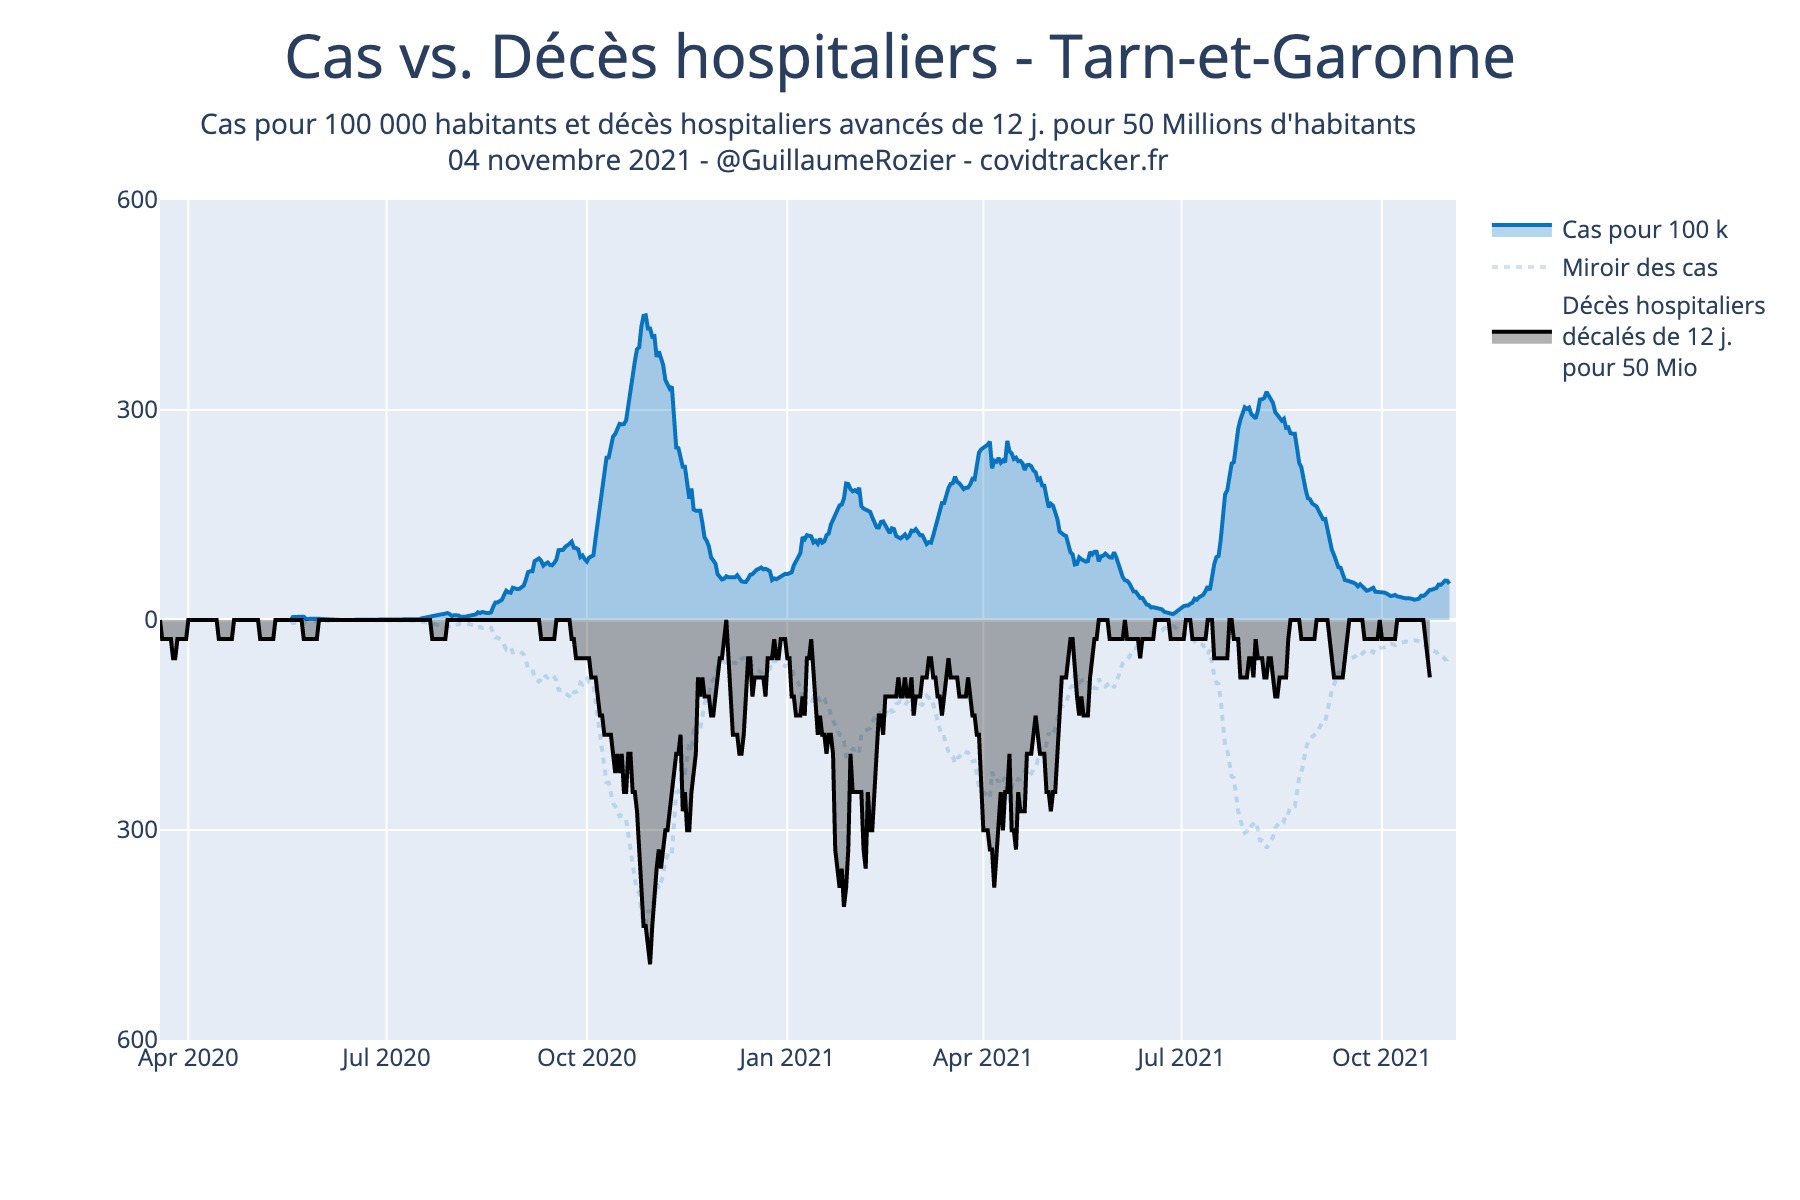 Cas vs. Décès hospitaliers - Tarn-et-Garonne
Cas pour 100 000 habitants et décès hospitaliers avancés de 12 j. pour 50 Millions d'habitants
04 novembre 2021 - @GuillaumeRozier - covidtracker.fr
600
300
0
300
600
Apr 2020
Jul 2020
Oct 2020
Jan 2021
Apr 2021
Jul 2021
Oct 2021
Cas pour 100 k
Miroir des cas
Décès hospitaliers
décalés de 12 j.
pour 50 Mio